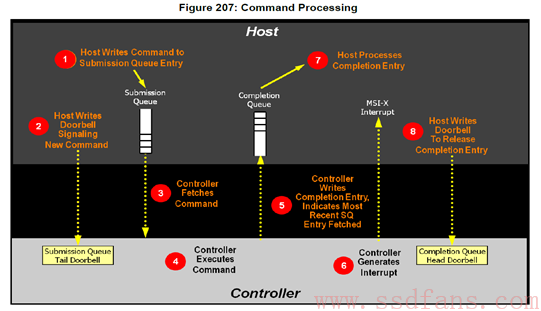 Figure 207: Command Processing
Host
1
Host Writes Command to
Submission Queue Entry
7
Host Processes
Completion Entry
Submission
Queue
Completion
Queue
MSI-X
Interrupt
2
Host Writes
Doorbell
Signaling
New Command
8
Host Writes
Doorbell
To Release
Completion Entry
3
Controller
Fetches
Command
5
Controller
Writes
Completion Entry,
Indicates Most
Recent SQ
Entry Fetched
Submission Queue
Tail Doorbell
4
Controller
Executes
Command
6
Controller
Generates
Interrupt
Completion Queue
Head Doorbell
Controller
www.ssdfans.com